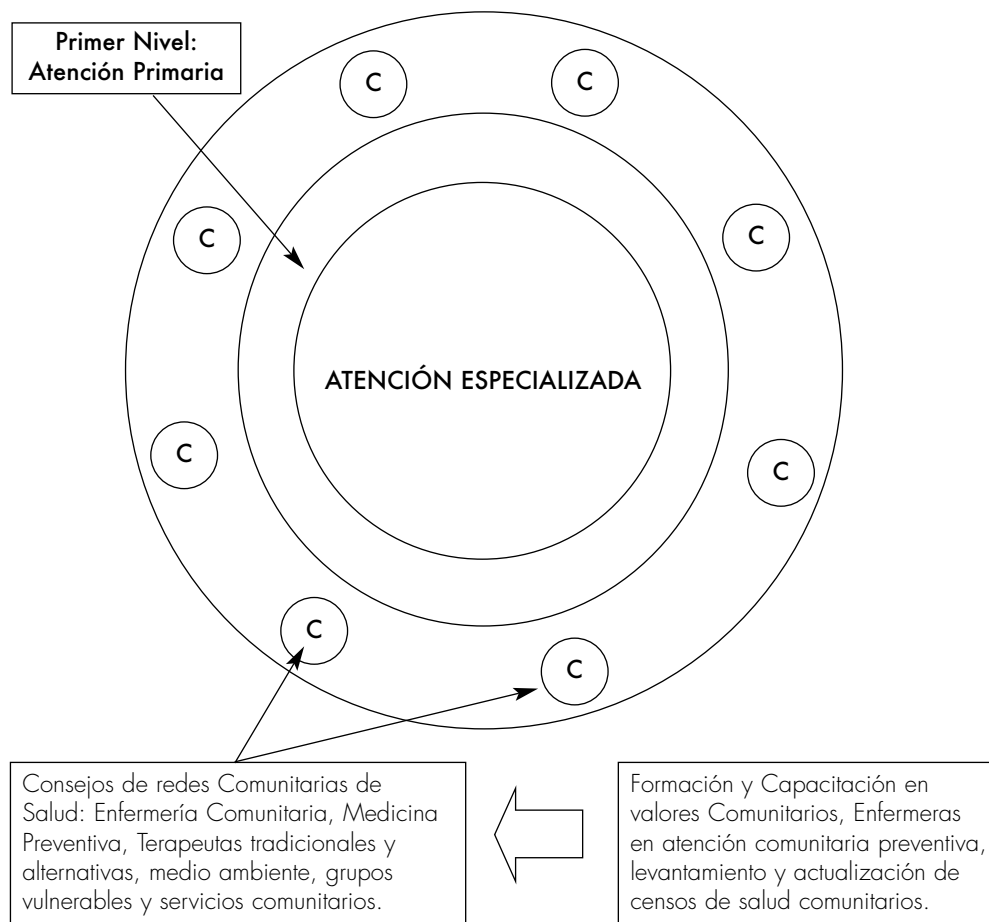 Primer Nivel:
Atención Primaria
C
C
C
C
ATENCIÓN ESPECIALIZADA
C
C
C
C
Consejos de redes Comunitarias de
Salud: Enfermería Comunitaria, Medicina
Preventiva, Terapeutas tradicionales y
alternativas, medio ambiente, grupos
vulnerables y servicios comunitarios.
Formación y Capacitación en
valores Comunitarios, Enfermeras
en atención comunitaria preventiva,
levantamiento y actualización de
censos de salud comunitarios.